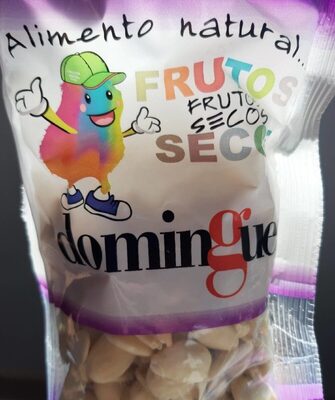 Alimento natural...
FRUTOS
FRUTOS
SECOS
SECO
domingue